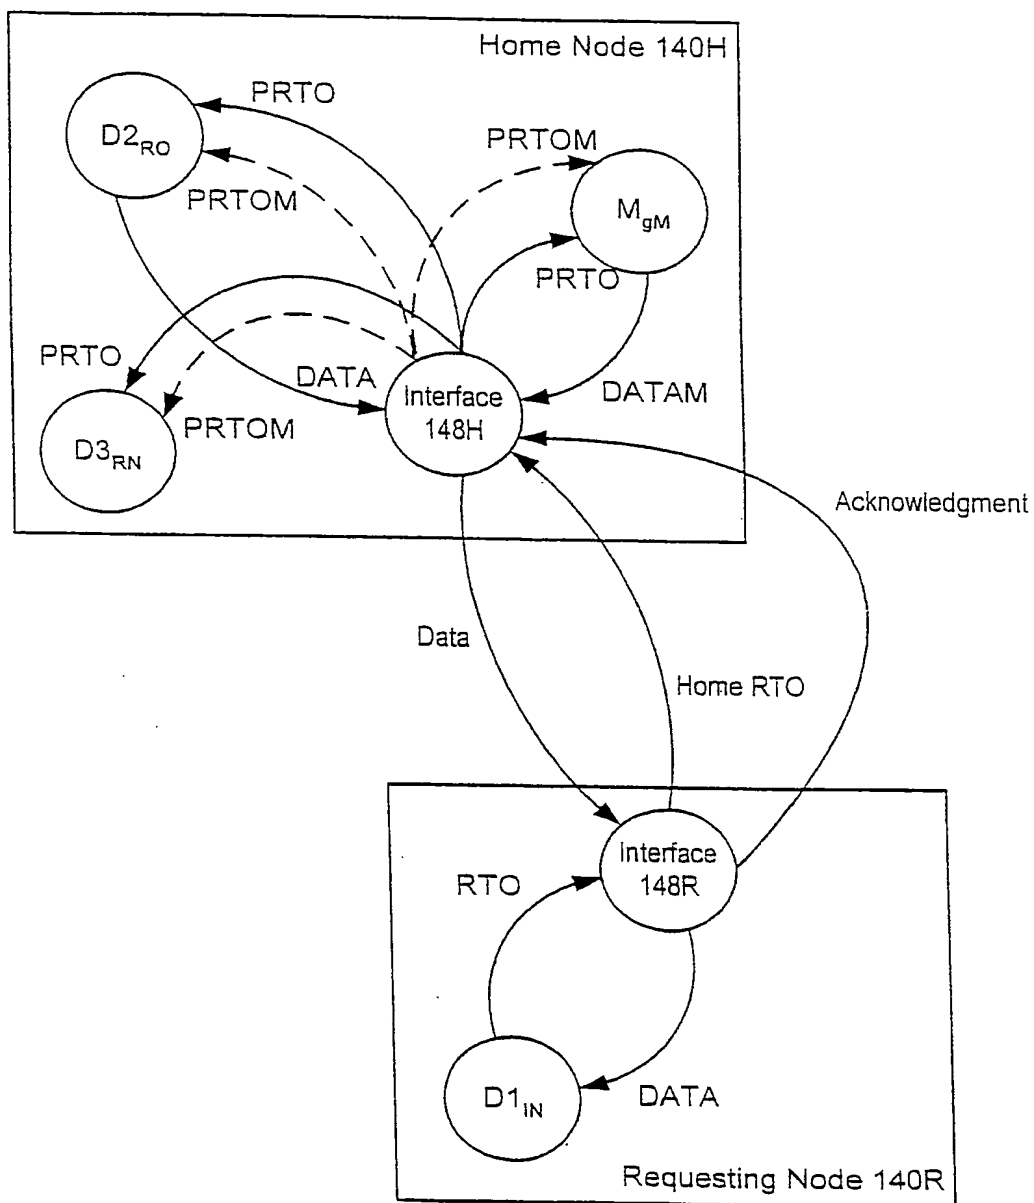 Home Node 140H
PRTO
D2RO
PRTOM
PRTOM
MgM
PRTO
PRTO
DATA
Interface
148H
DATAM
PRTOM
D3RN
Acknowledgment
Data
Home RTO
Interface
148R
RTO
D1IN
DATA
Requesting Node 140R